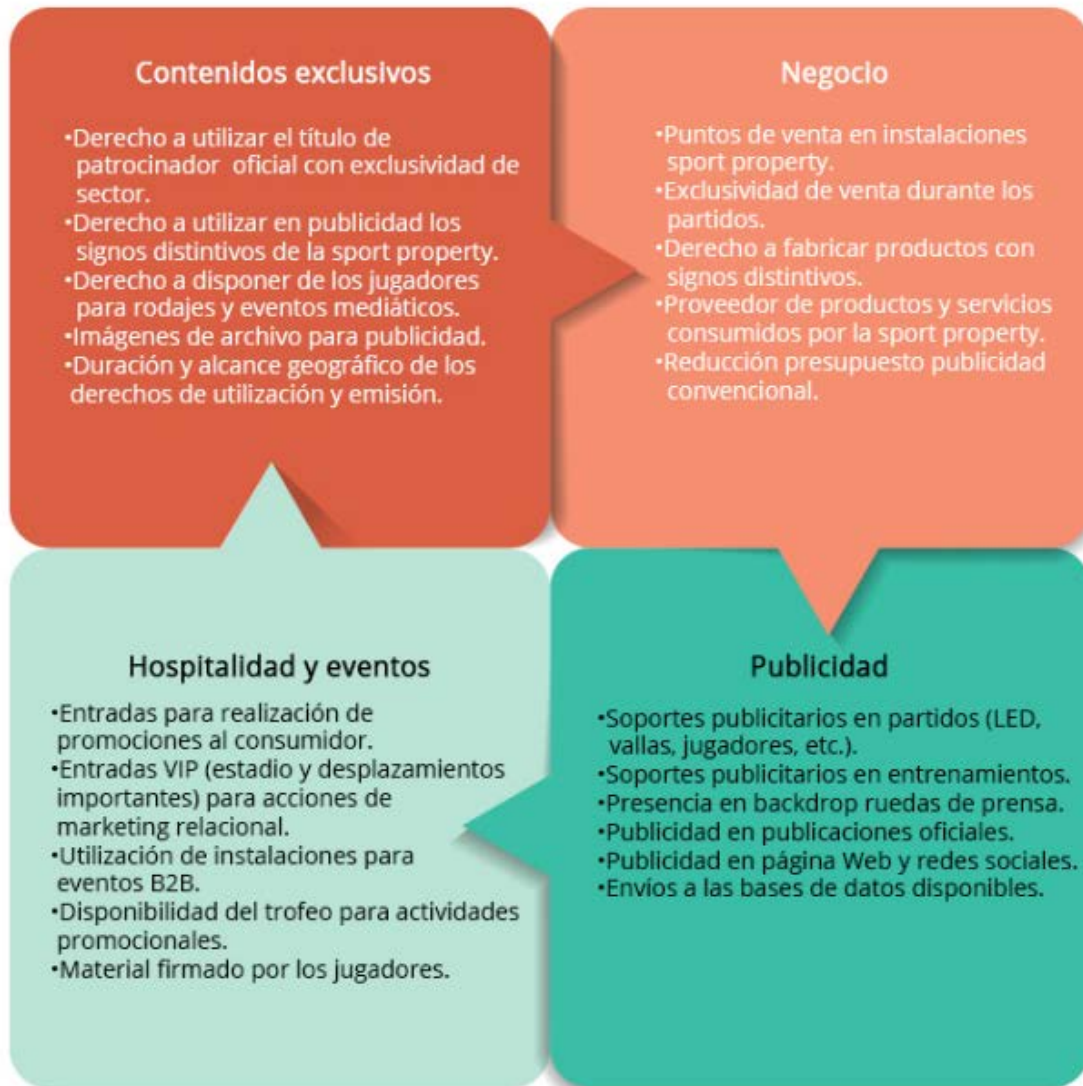 Contenidos exclusivos
•Derecho a utilizar el título de
patrocinador oficial con exclusividad de
sector.
•Derecho a utilizar en publicidad los
signos distintivos de la sport property.
•Derecho a disponer de los jugadores
para rodajes y eventos mediáticos.
•Imágenes de archivo para publicidad.
•Duración y alcance geográfico de los
derechos de utilización y emisión.
Negocio
•Puntos de venta en instalaciones
sport property.
•Exclusividad de venta durante los
partidos.
•Derecho a fabricar productos con
signos distintivos.
•Proveedor de productos y servicios
consumidos por la sport property.
•Reducción presupuesto publicidad
convencional.
Hospitalidad y eventos
•Entradas para realización de
promociones al consumidor.
•Entradas VIP (estadio y desplazamientos
importantes) para acciones de
marketing relacional.
•Utilización de instalaciones para
eventos B2B.
•Disponibilidad del trofeo para actividades
promocionales.
•Material firmado por los jugadores.
Publicidad
•Soportes publicitarios en partidos (LED,
vallas, jugadores, etc.).
•Soportes publicitarios en entrenamientos.
•Presencia en backdrop ruedas de prensa.
•Publicidad en publicaciones oficiales.
•Publicidad en página Web y redes sociales.
•Envíos a las bases de datos disponibles.